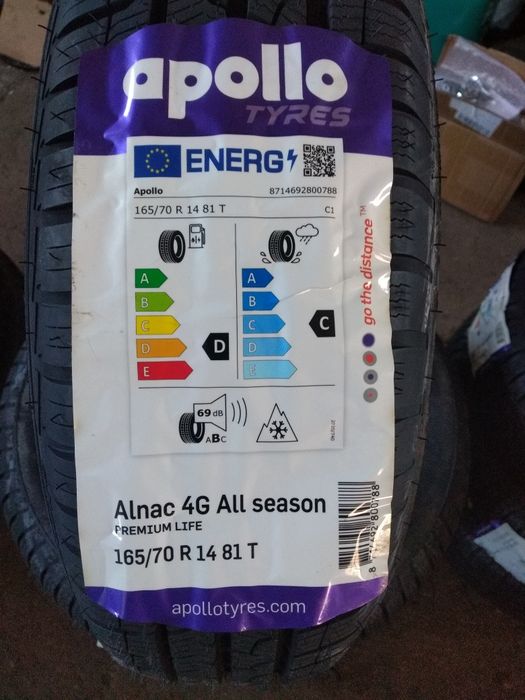 apollo
TYRES
ENERG
Apollo 8714692800788
165/70 R 14 81 T C1
A A
B B
C C
D D
E E
D
C
69 dB
ABC
go the distance™
Alnac 4G All season
PREMIUM LIFE
165/70 R 14 81 T
apollotyres.com